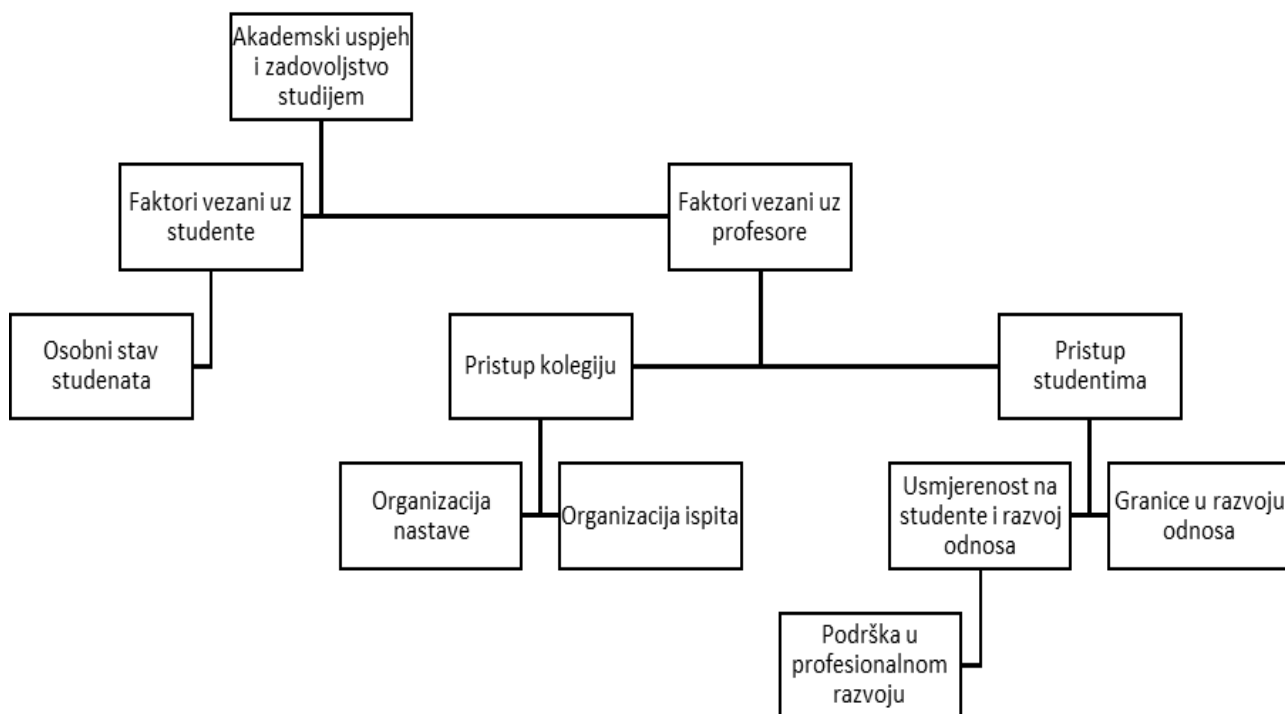 Akademski uspjeh
i zadovoljstvo
studijem
Faktori vezani uz
studente
Faktori vezani uz
profesore
Osobni stav
studenata
Pristup kolegiju
Pristup
studentima
Organizacija
nastave
Organizacija ispita
Usmjerenost na
studente i razvoj
odnosa
Granice u razvoju
odnosa
Podrška u
profesionalnom
razvoju